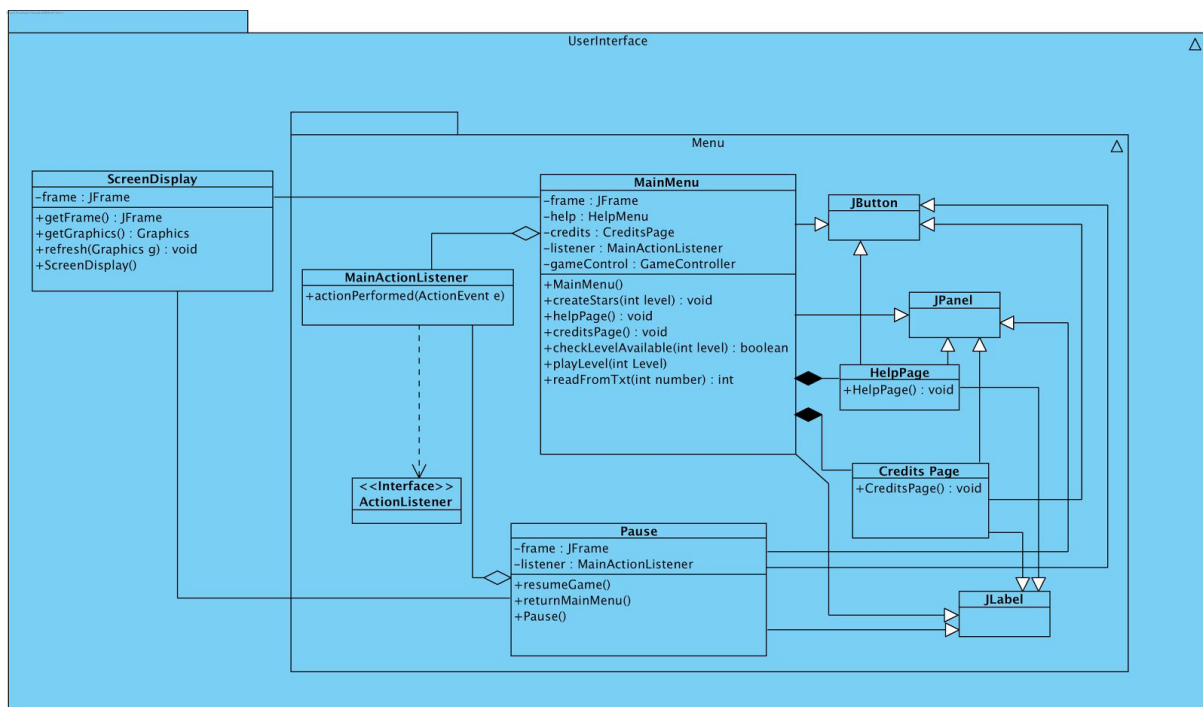 UserInterface
Menu
ScreenDisplay
-frame : JFrame
+getFrame() : JFrame
+getGraphics() : Graphics
+refresh(Graphics g) : void
+ScreenDisplay()
MainActionListener
+actionPerformed(ActionEvent e)
<<Interface>>
ActionListener
MainMenu
-frame : JFrame
-help : HelpMenu
-credits : CreditsPage
-listener : MainActionListener
-gameControl : GameController
+MainMenu()
+createStars(int level) : void
+helpPage() : void
+creditsPage() : void
+checkLevelAvailable(int level) : boolean
+playLevel(int Level)
+readFromTxt(int number) : int
JButton
JPanel
HelpPage
+HelpPage() : void
Credits Page
+CreditsPage() : void
Pause
-frame : JFrame
-listener : MainActionListener
+resumeGame()
+returnMainMenu()
+Pause()
JLabel